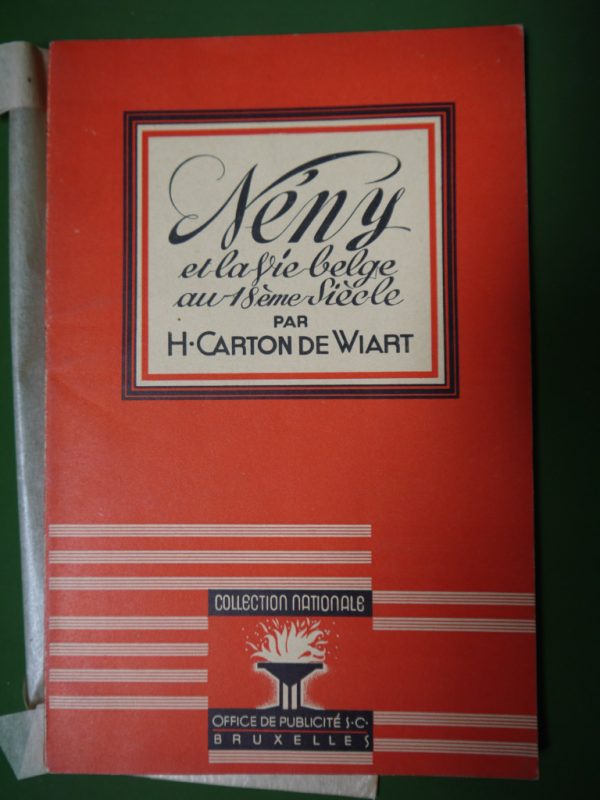 Nény
et la Vie belge
au 18ème Siècle
PAR
H·CARTON DE WIART
COLLECTION NATIONALE
OFFICE DE PUBLICITÉ S·C·
BRUXELLES